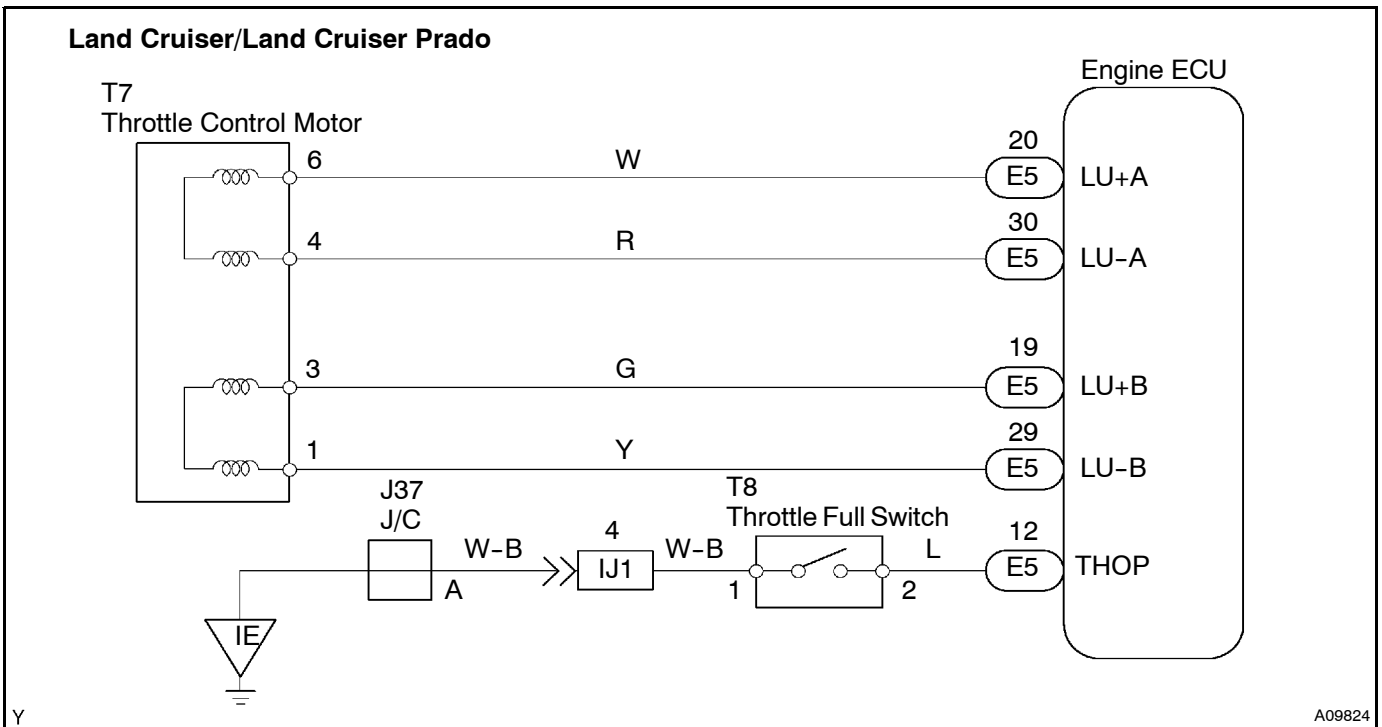 Land Cruiser/Land Cruiser Prado
Engine ECU
T7
Throttle Control Motor
6
W
20
E5
LU+A
4
R
30
E5
LU-A
3
G
19
E5
LU+B
1
Y
29
E5
LU-B
J37
J/C
T8
Throttle Full Switch
W-B
A
4
IJ1
W-B
1
2
L
12
E5
THOP
IE
Y
A09824